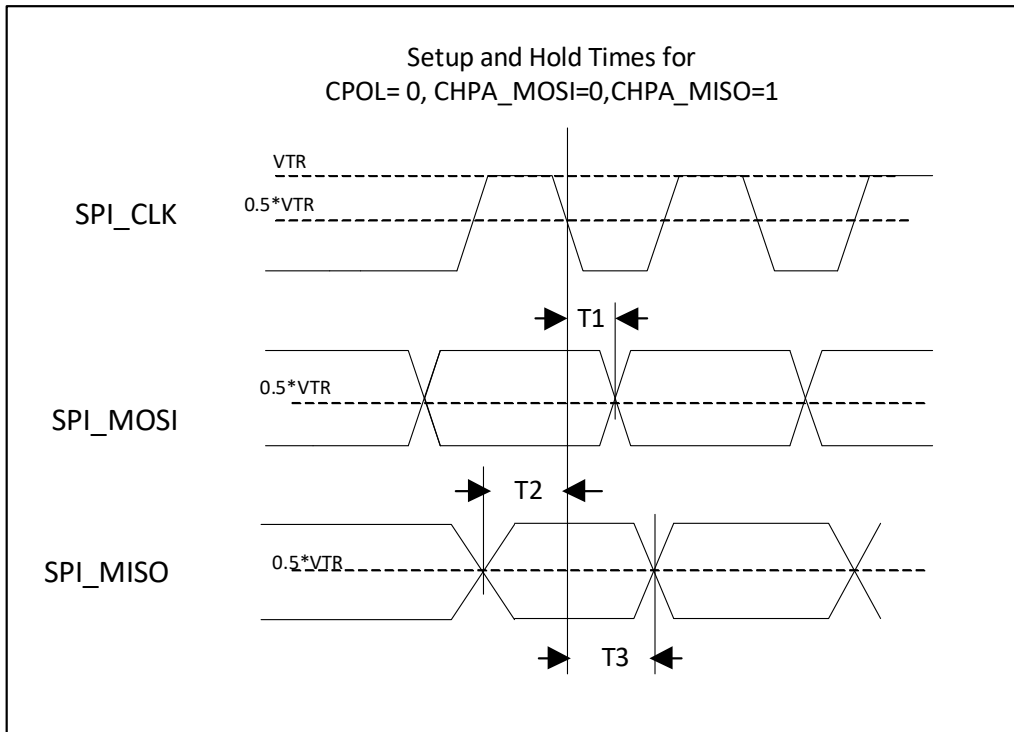 Setup and Hold Times for
CPOL= 0, CHPA_MOSI=0,CHPA_MISO=1
VTR
0.5*VTR
SPI_CLK
T1
0.5*VTR
SPI_MOSI
T2
0.5*VTR
SPI_MISO
T3